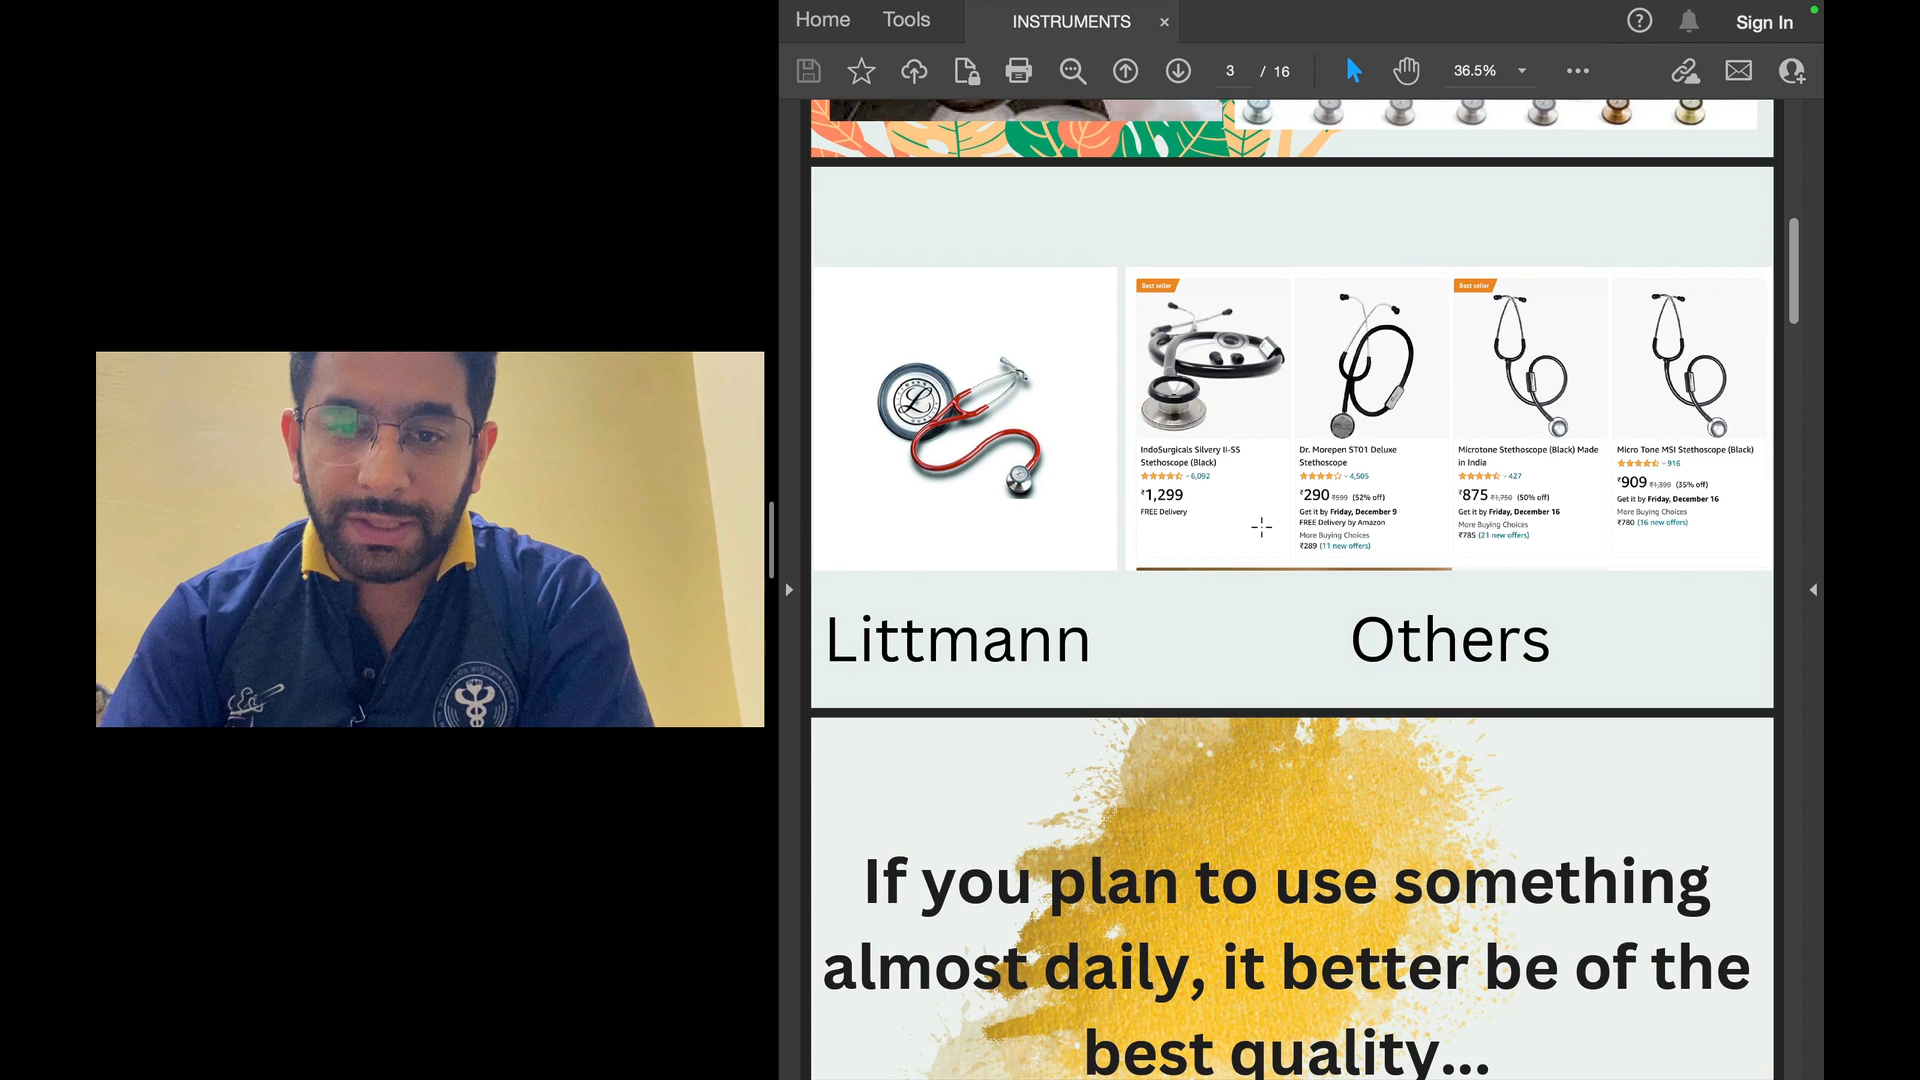 Home
Tools
INSTRUMENTS
Sign In
3 / 16
36.5%
Best seller
Best seller
IndoSurgicals Silvery II-SS
Stethoscope (Black)
6,092
₹1,299
FREE Delivery
Dr. Morepen ST01 Deluxe
Stethoscope
4,505
₹290 ₹599 (52% off)
Get it by Friday, December 9
FREE Delivery by Amazon
More Buying Choices
₹289 (11 new offers)
Microtone Stethoscope (Black) Made
in India
427
₹875 ₹1,750 (50% off)
Get it by Friday, December 16
More Buying Choices
₹785 (21 new offers)
Micro Tone MSI Stethoscope (Black)
916
₹909 ₹1,399 (35% off)
Get it by Friday, December 16
More Buying Choices
₹780 (16 new offers)
Littmann
Others
If you plan to use something
almost daily, it better be of the
best quality...